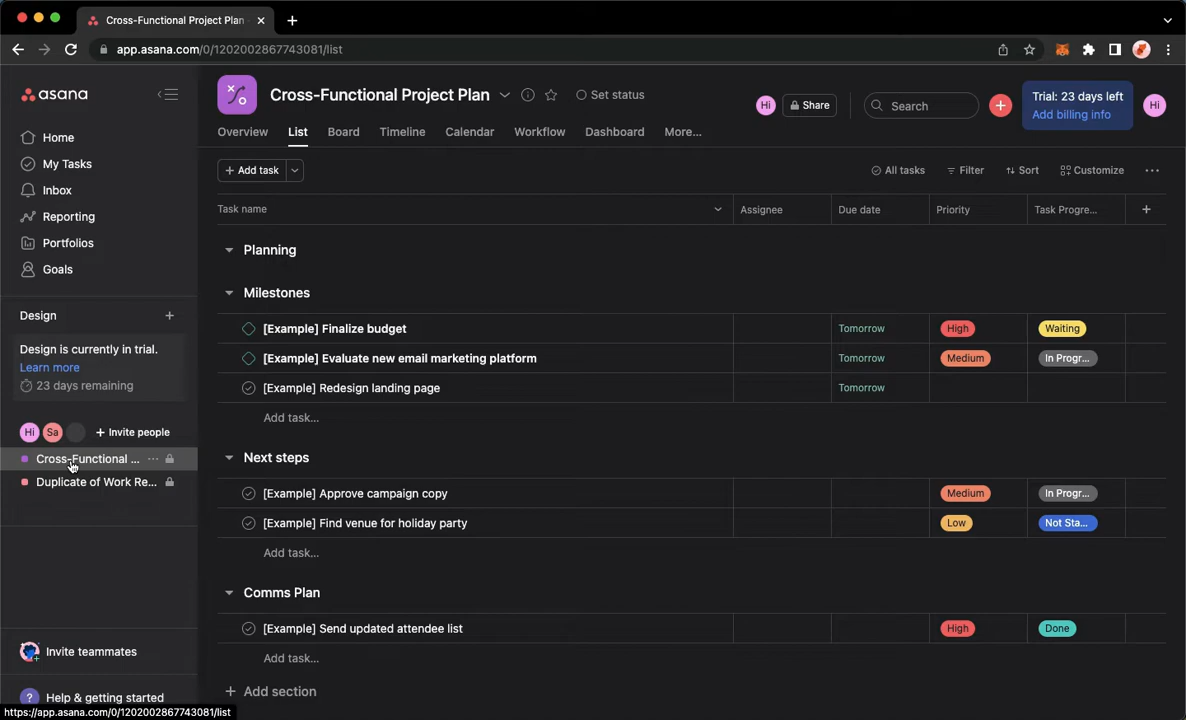 Cross-Functional Project Plan
app.asana.com/0/1202002867743081/list
asana
Home
My Tasks
Inbox
Reporting
Portfolios
Goals
Design
Design is currently in trial.
Learn more
23 days remaining
Hi Sa + Invite people
Cross-Functional ... ···
Duplicate of Work Re...
Invite teammates
? Help & getting started
https://app.asana.com/0/1202002867743081/list
Cross-Functional Project Plan Set status
Hi Share Search Trial: 23 days left Hi
Add billing info
Overview List Board Timeline Calendar Workflow Dashboard More...
+ Add task All tasks Filter Sort Customize ···
Task name Assignee Due date Priority Task Progre... +
Planning
Milestones
[Example] Finalize budget Tomorrow High Waiting
[Example] Evaluate new email marketing platform Tomorrow Medium In Progr...
[Example] Redesign landing page Tomorrow
Add task...
Next steps
[Example] Approve campaign copy Medium In Progr...
[Example] Find venue for holiday party Low Not Sta...
Add task...
Comms Plan
[Example] Send updated attendee list High Done
Add task...
+ Add section